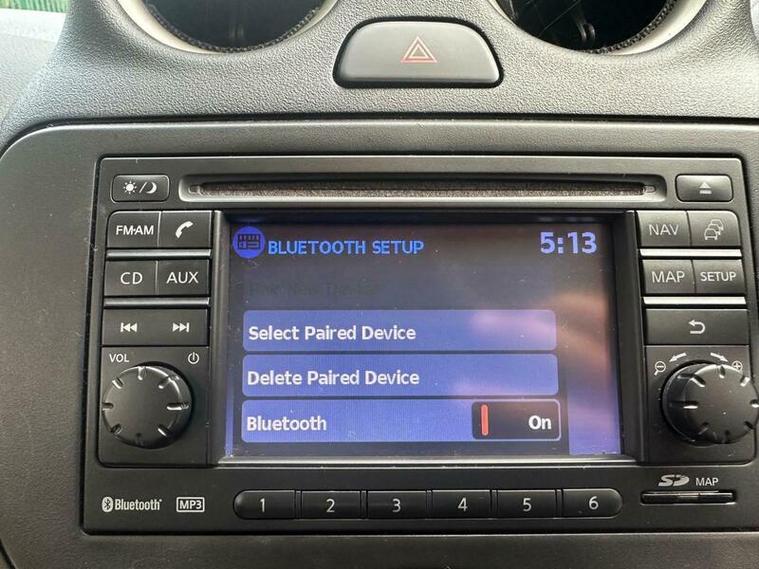 FM·AM
CD AUX
VOL
BLUETOOTH SETUP 5:13
Select Paired Device
Delete Paired Device
Bluetooth On
NAV
MAP SETUP
Bluetooth MP3 1 2 3 4 5 6 SD MAP